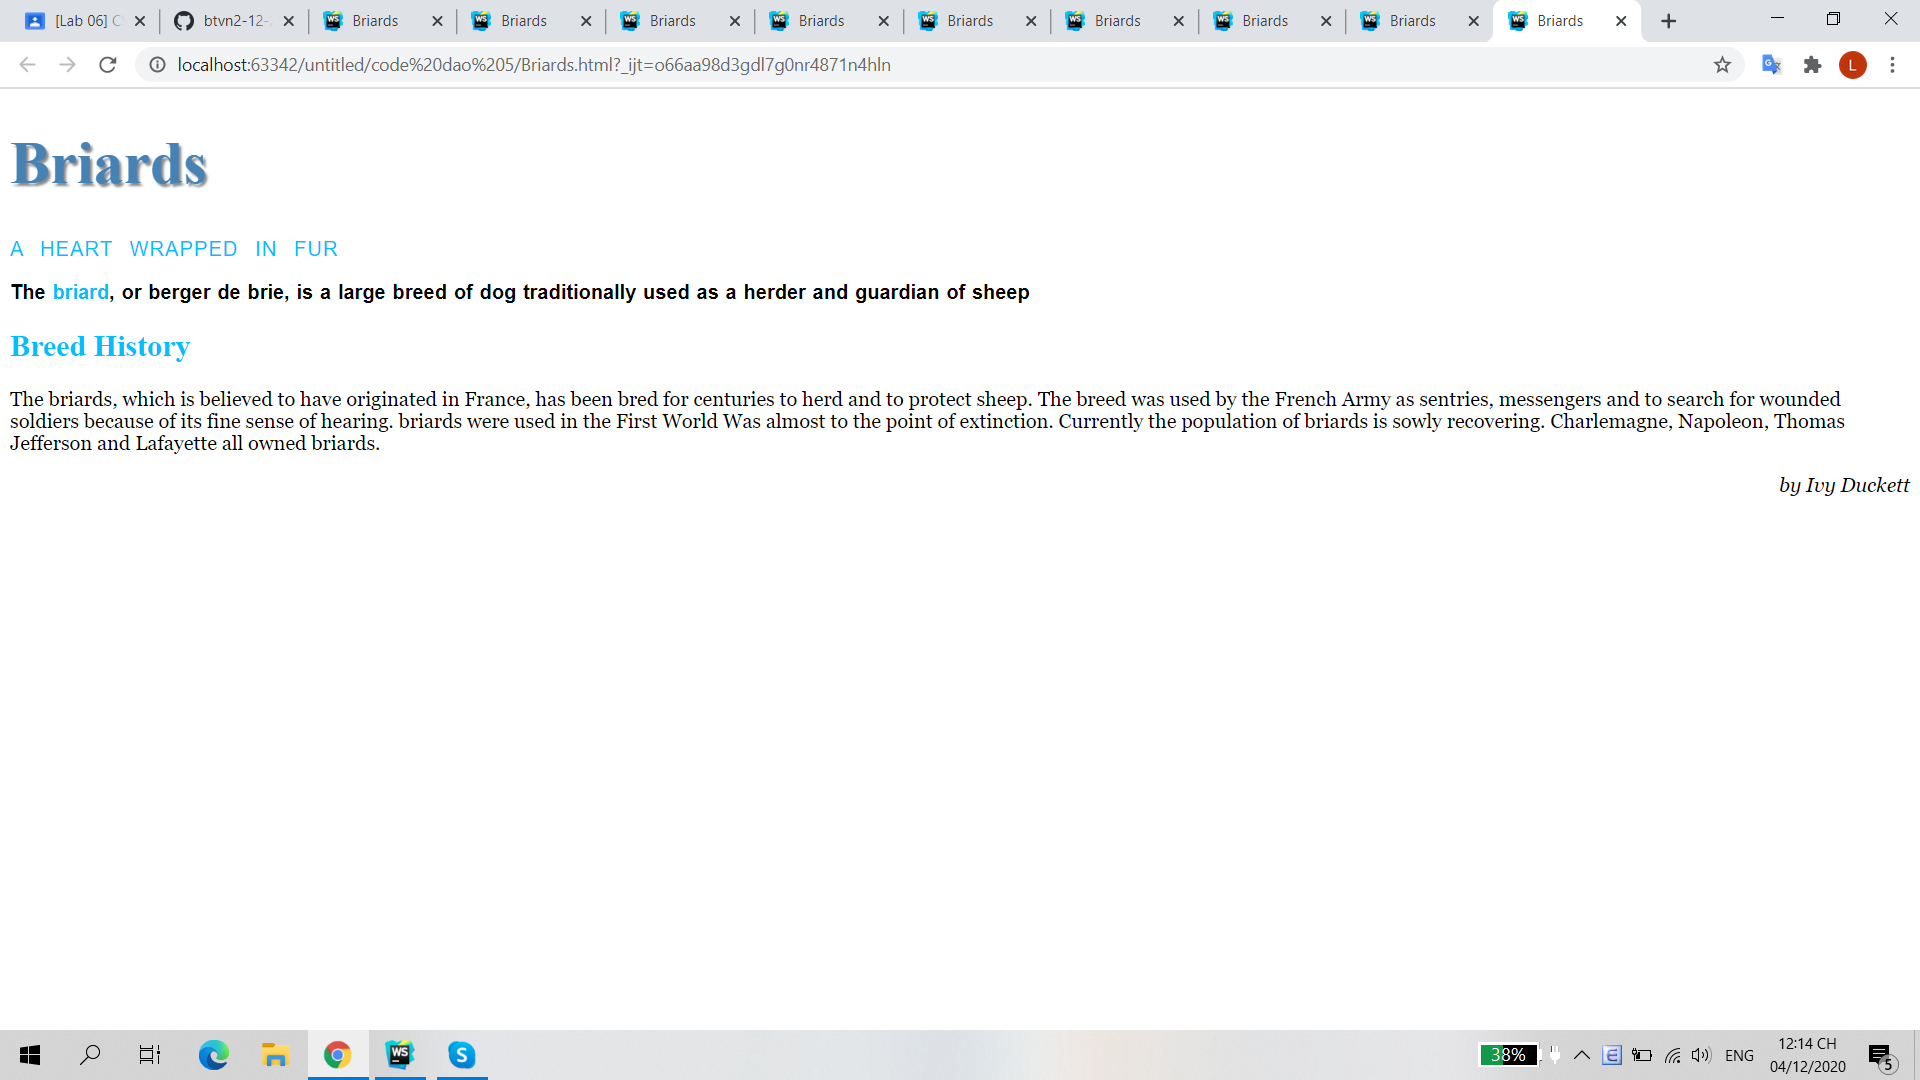 [Lab 06] C
btvn2-12-
Briards
Briards
Briards
Briards
Briards
Briards
Briards
Briards
Briards
localhost:63342/untitled/code%20dao%205/Briards.html?_ijt=o66aa98d3gdl7g0nr4871n4hln
L
Briards
A HEART WRAPPED IN FUR
The briard, or berger de brie, is a large breed of dog traditionally used as a herder and guardian of sheep
Breed History
The briards, which is believed to have originated in France, has been bred for centuries to herd and to protect sheep. The breed was used by the French Army as sentries, messengers and to search for wounded
soldiers because of its fine sense of hearing. briards were used in the First World Was almost to the point of extinction. Currently the population of briards is sowly recovering. Charlemagne, Napoleon, Thomas
Jefferson and Lafayette all owned briards.
by Ivy Duckett
38%
ENG
12:14 CH
04/12/2020
5